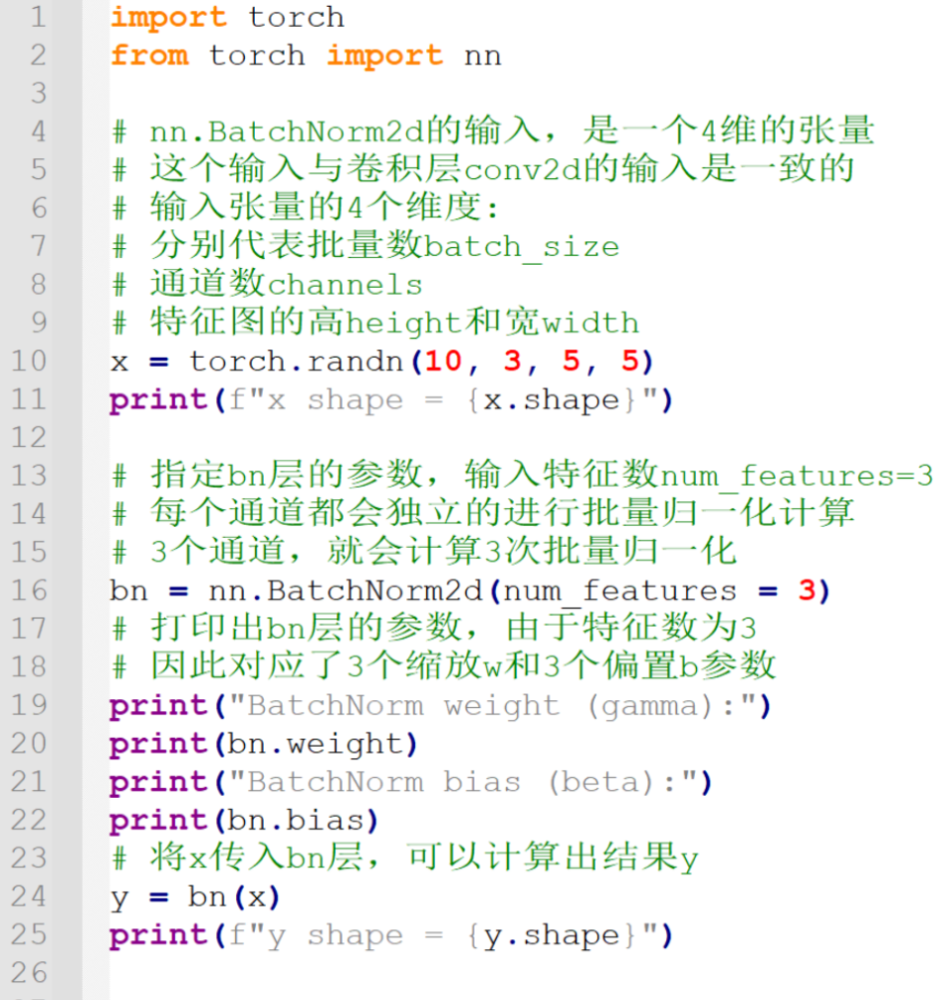 1 import torch
2 from torch import nn
3
4 # nn.BatchNorm2d的输入，是一个4维的张量
5 # 这个输入与卷积层conv2d的输入是一致的
6 # 输入张量的4个维度：
7 # 分别代表批量数batch_size
8 # 通道数channels
9 # 特征图的高height和宽width
10 x = torch.randn(10, 3, 5, 5)
11 print(f"x shape = {x.shape}")
12
13 # 指定bn层的参数，输入特征数num_features=3
14 # 每个通道都会独立的进行批量归一化计算
15 # 3个通道，就会计算3次批量归一化
16 bn = nn.BatchNorm2d(num_features = 3)
17 # 打印出bn层的参数，由于特征数为3
18 # 因此对应了3个缩放w和3个偏置b参数
19 print("BatchNorm weight (gamma):")
20 print(bn.weight)
21 print("BatchNorm bias (beta):")
22 print(bn.bias)
23 # 将x传入bn层，可以计算出结果y
24 y = bn(x)
25 print(f"y shape = {y.shape}")
26